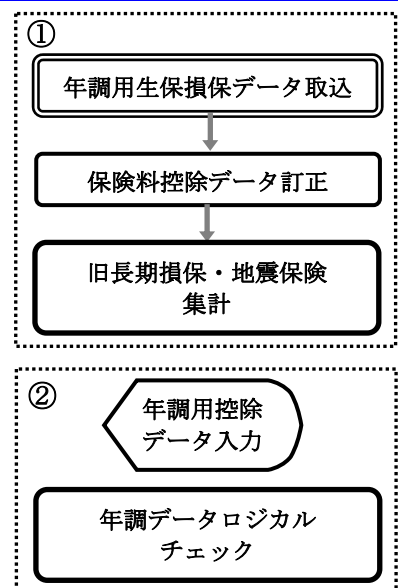 ①
年調用生保損保データ取込
保険料控除データ訂正
旧長期損保・地震保険
集計
②
年調用控除
データ入力
年調データロジカル
チェック